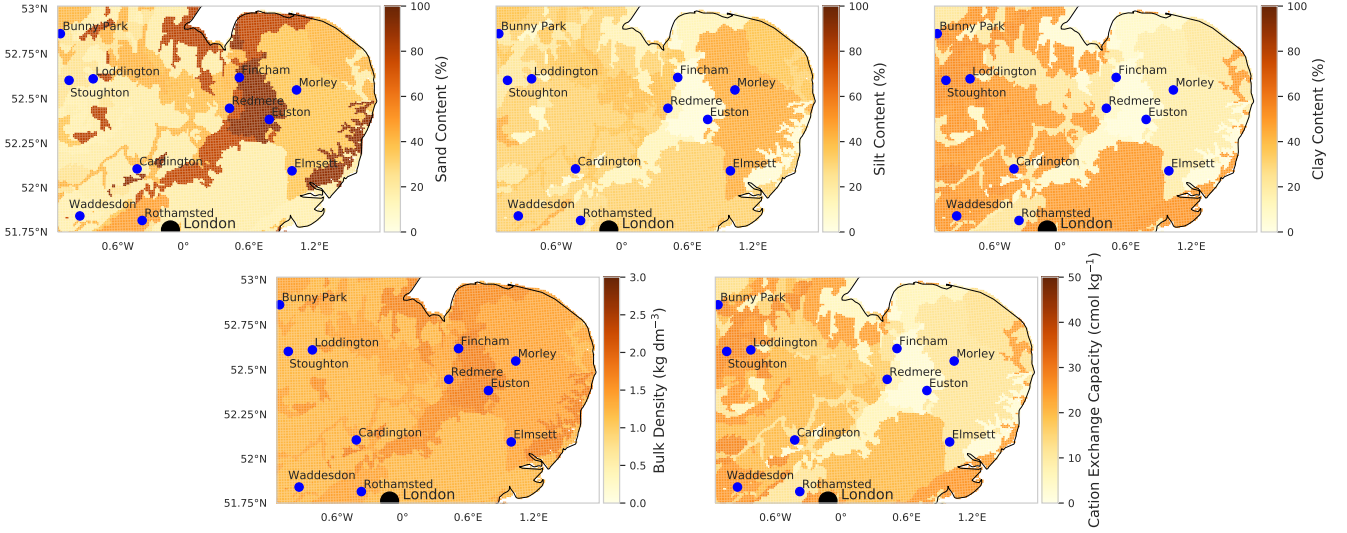 53°N
52.75°N
52.5°N
52.25°N
52°N
51.75°N
0.6°W
0°
0.6°E
1.2°E
Bunny Park
Loddington
Stoughton
Fincham
Morley
Redmere
Euston
Cardington
Elmsett
Waddesdon
Rothamsted
London
100
80
60
40
20
0
Sand Content (%)
Bunny Park
Loddington
Stoughton
Fincham
Morley
Redmere
Euston
Cardington
Elmsett
Waddesdon
Rothamsted
London
0.6°W
0°
0.6°E
1.2°E
100
80
60
40
20
0
Silt Content (%)
Bunny Park
Loddington
Stoughton
Fincham
Morley
Redmere
Euston
Cardington
Elmsett
Waddesdon
Rothamsted
London
0.6°W
0°
0.6°E
1.2°E
100
80
60
40
20
0
Clay Content (%)
53°N
52.75°N
52.5°N
52.25°N
52°N
51.75°N
0.6°W
0°
0.6°E
1.2°E
Bunny Park
Loddington
Stoughton
Fincham
Morley
Redmere
Euston
Cardington
Elmsett
Waddesdon
Rothamsted
London
3.0
2.5
2.0
1.5
1.0
0.5
0.0
Bulk Density (kg dm⁻³)
Bunny Park
Loddington
Stoughton
Fincham
Morley
Redmere
Euston
Cardington
Elmsett
Waddesdon
Rothamsted
London
0.6°W
0°
0.6°E
1.2°E
50
40
30
20
10
0
Cation Exchange Capacity (cmol kg⁻¹)